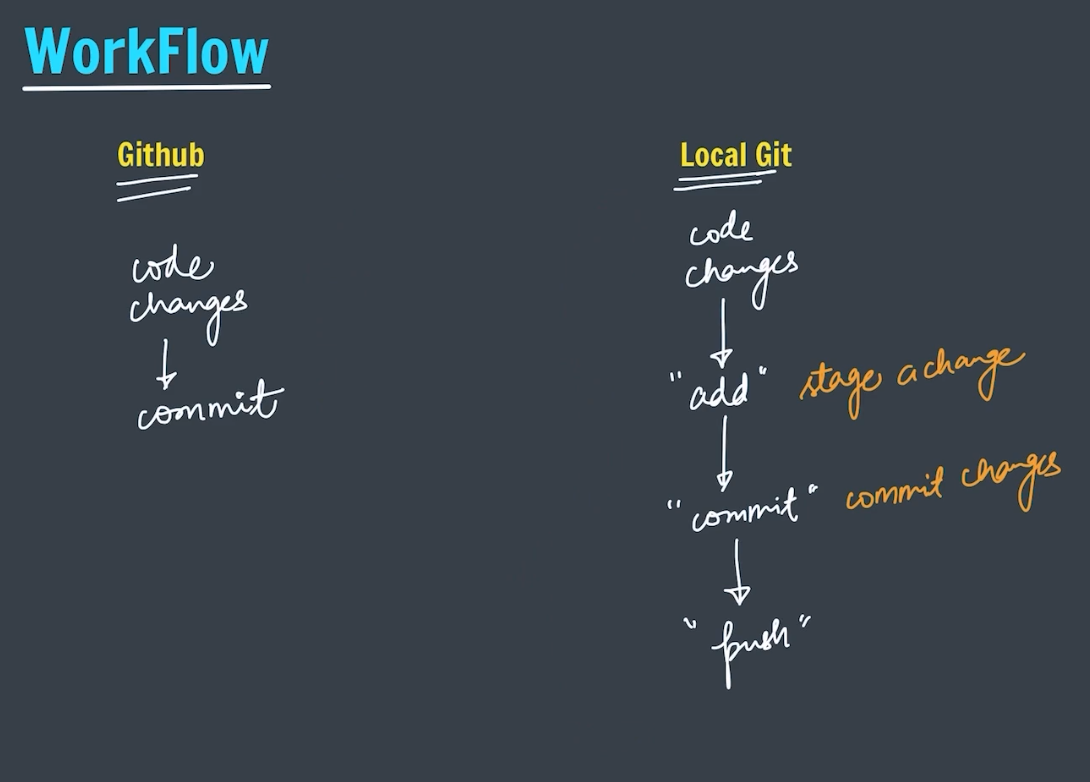 WorkFlow
Github
code
changes
commit
Local Git
code
changes
"add" stage a change
"commit" commit changes
"push"